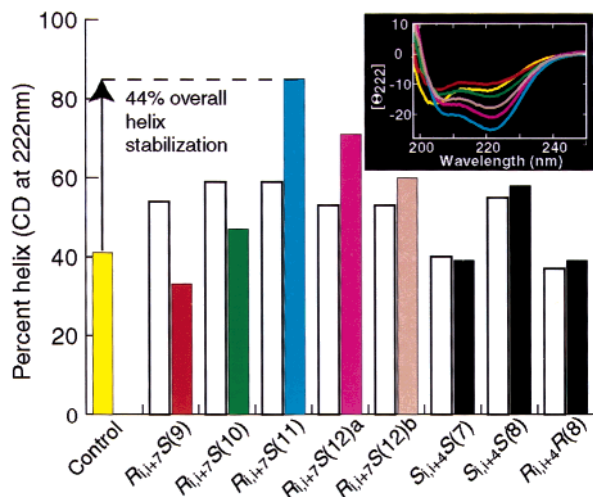 Percent helix (CD at 222nm)
100
80
60
40
20
0
44% overall
helix
stabilization
[Θ222]
10
0
-10
-20
200 220 240
Wavelength (nm)
Control
Ri,i+7S(9)
Ri,i+7S(10)
Ri,i+7S(11)
Ri,i+7S(12)a
Ri,i+7S(12)b
Si,i+4S(7)
Si,i+4S(8)
Ri,i+4R(8)